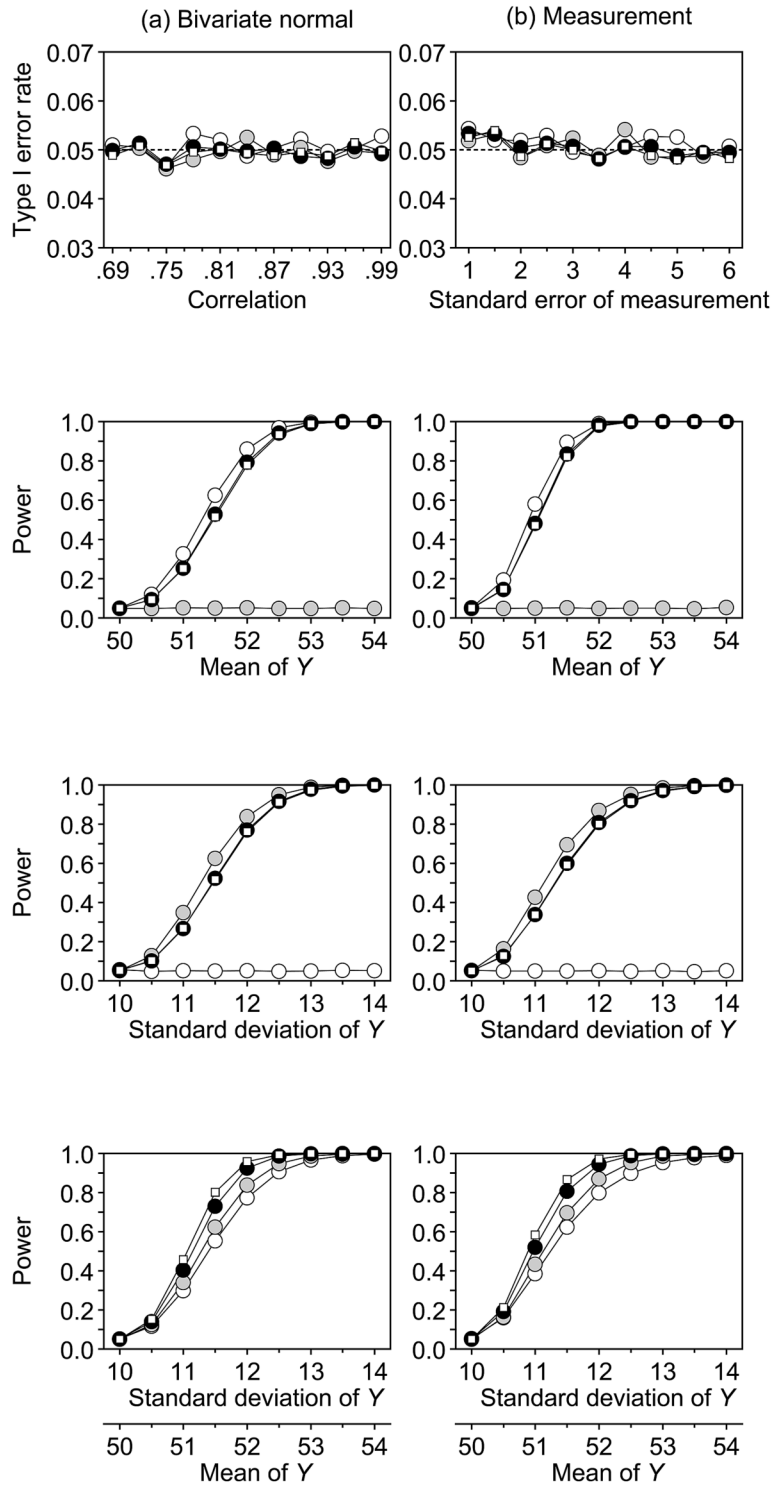 (a) Bivariate normal (b) Measurement
0.07 0.07
0.06 0.06
0.05 0.05
0.04 0.04
0.03 0.03
Type I error rate
.69 .75 .81 .87 .93 .99 1 2 3 4 5 6
Correlation Standard error of measurement
1.0 1.0
0.8 0.8
0.6 0.6
0.4 0.4
0.2 0.2
0.0 0.0
Power
50 51 52 53 54 50 51 52 53 54
Mean of Y Mean of Y
1.0 1.0
0.8 0.8
0.6 0.6
0.4 0.4
0.2 0.2
0.0 0.0
Power
10 11 12 13 14 10 11 12 13 14
Standard deviation of Y Standard deviation of Y
1.0 1.0
0.8 0.8
0.6 0.6
0.4 0.4
0.2 0.2
0.0 0.0
Power
10 11 12 13 14 10 11 12 13 14
Standard deviation of Y Standard deviation of Y
50 51 52 53 54 50 51 52 53 54
Mean of Y Mean of Y